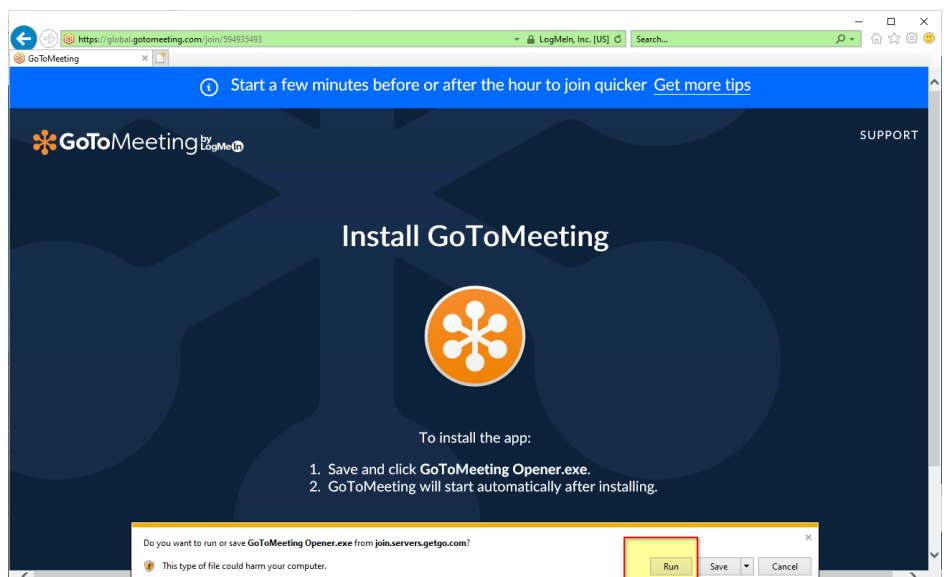 https://global.gotomeeting.com/join/594935493
LogMeIn, Inc. [US]
Search...
GoToMeeting
Start a few minutes before or after the hour to join quicker Get more tips
GoToMeeting by LogMeIn
SUPPORT
Install GoToMeeting
To install the app:
1. Save and click GoToMeeting Opener.exe.
2. GoToMeeting will start automatically after installing.
Do you want to run or save GoToMeeting Opener.exe from join.servers.getgo.com?
This type of file could harm your computer.
Run
Save
Cancel